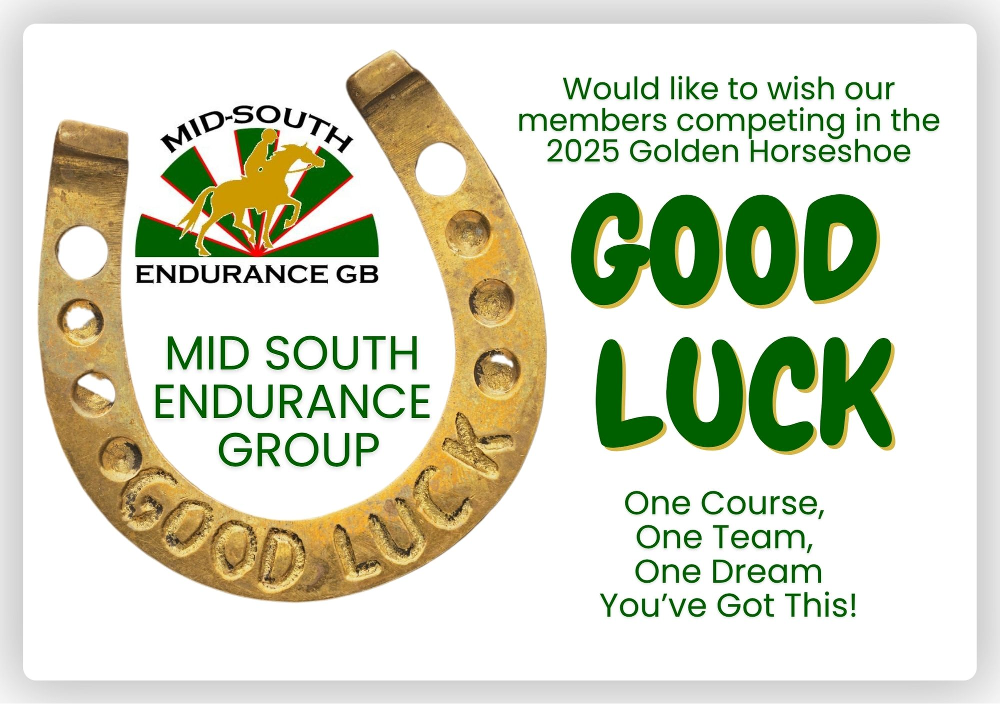 MID-SOUTH
ENDURANCE GB
MID SOUTH
ENDURANCE
GROUP
GOOD LUCK
Would like to wish our
members competing in the
2025 Golden Horseshoe
GOOD
LUCK
One Course,
One Team,
One Dream
You’ve Got This!